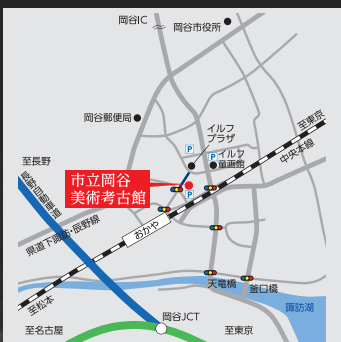 岡谷IC
岡谷市役所
岡谷郵便局
イルフ
プラザ
P
P
イルフ
童画館
至東京
中央本線
至長野
長野自動車道
市立岡谷
美術考古館
P
県道下諏訪・辰野線
おかや
至松本
天竜橋
釜口橋
諏訪湖
岡谷JCT
至名古屋
至東京